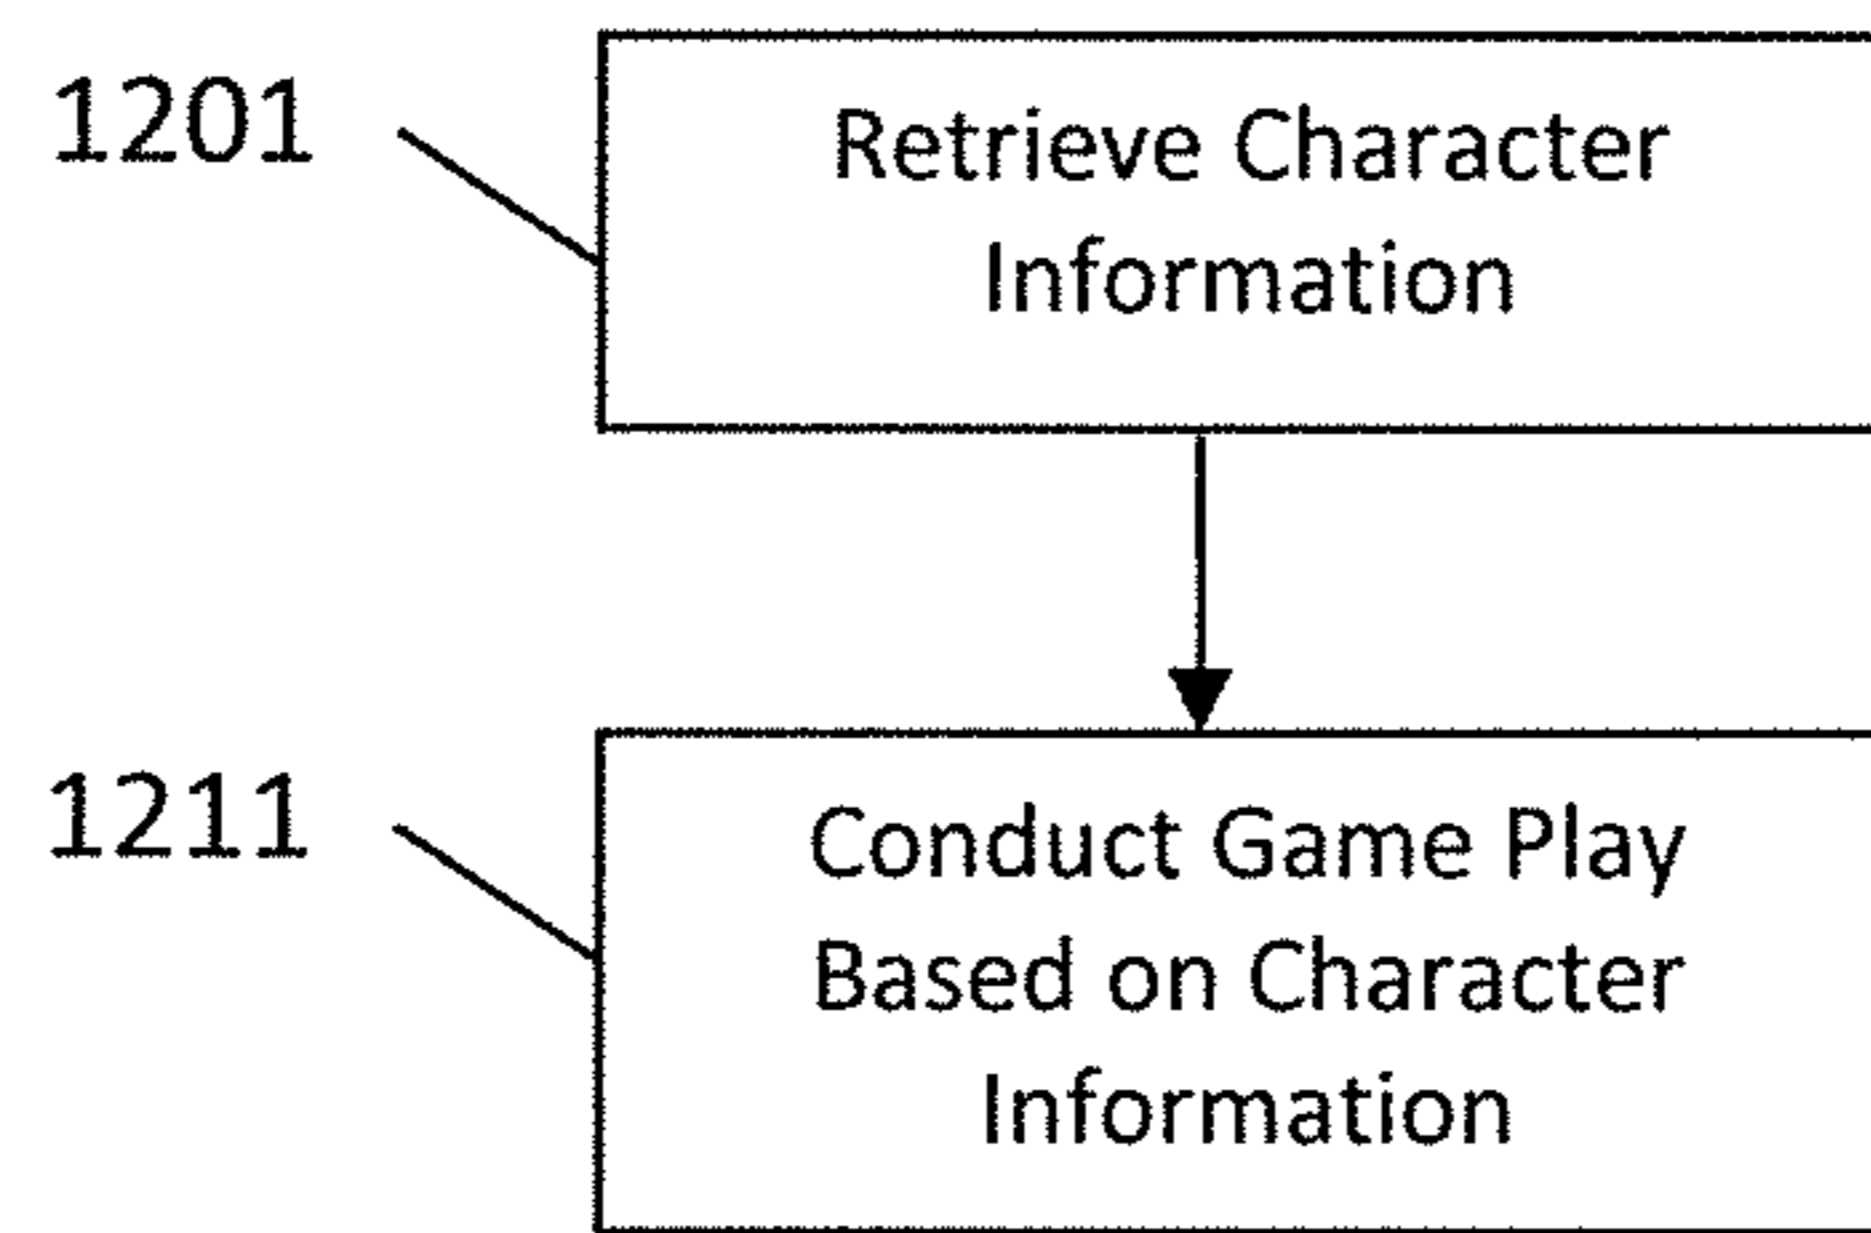 1201
Retrieve Character
Information
1211
Conduct Game Play
Based on Character
Information